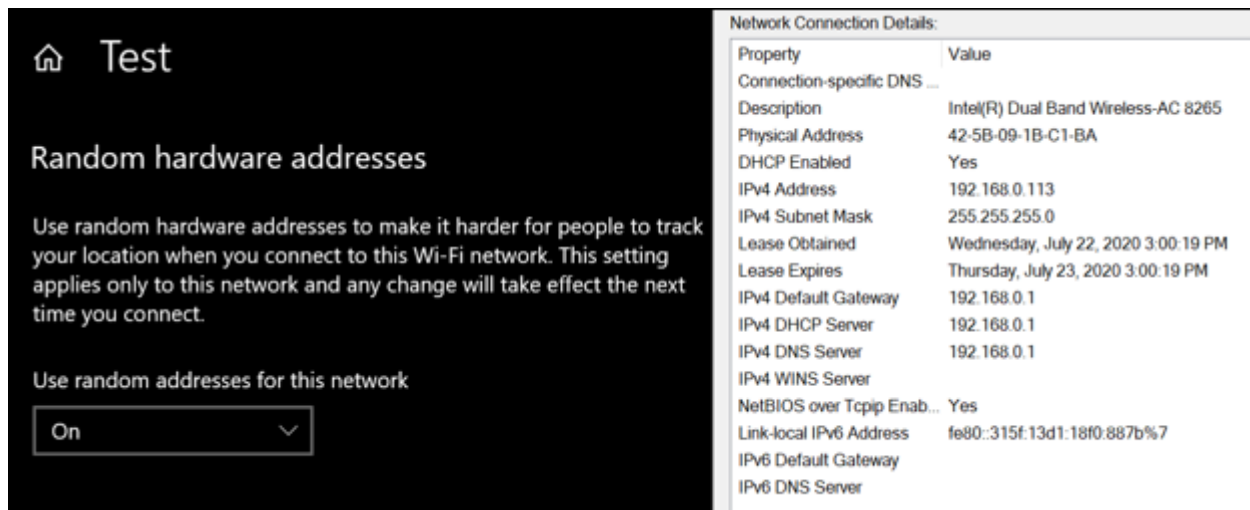 Test
Random hardware addresses
Use random hardware addresses to make it harder for people to track
your location when you connect to this Wi-Fi network. This setting
applies only to this network and any change will take effect the next
time you connect.
Use random addresses for this network
On
Network Connection Details:
Property Value
Connection-specific DNS ...
Description Intel(R) Dual Band Wireless-AC 8265
Physical Address 42-5B-09-1B-C1-BA
DHCP Enabled Yes
IPv4 Address 192.168.0.113
IPv4 Subnet Mask 255.255.255.0
Lease Obtained Wednesday, July 22, 2020 3:00:19 PM
Lease Expires Thursday, July 23, 2020 3:00:19 PM
IPv4 Default Gateway 192.168.0.1
IPv4 DHCP Server 192.168.0.1
IPv4 DNS Server 192.168.0.1
IPv4 WINS Server
NetBIOS over Tcpip Enab... Yes
Link-local IPv6 Address fe80::315f:13d1:18f0:887b%7
IPv6 Default Gateway
IPv6 DNS Server